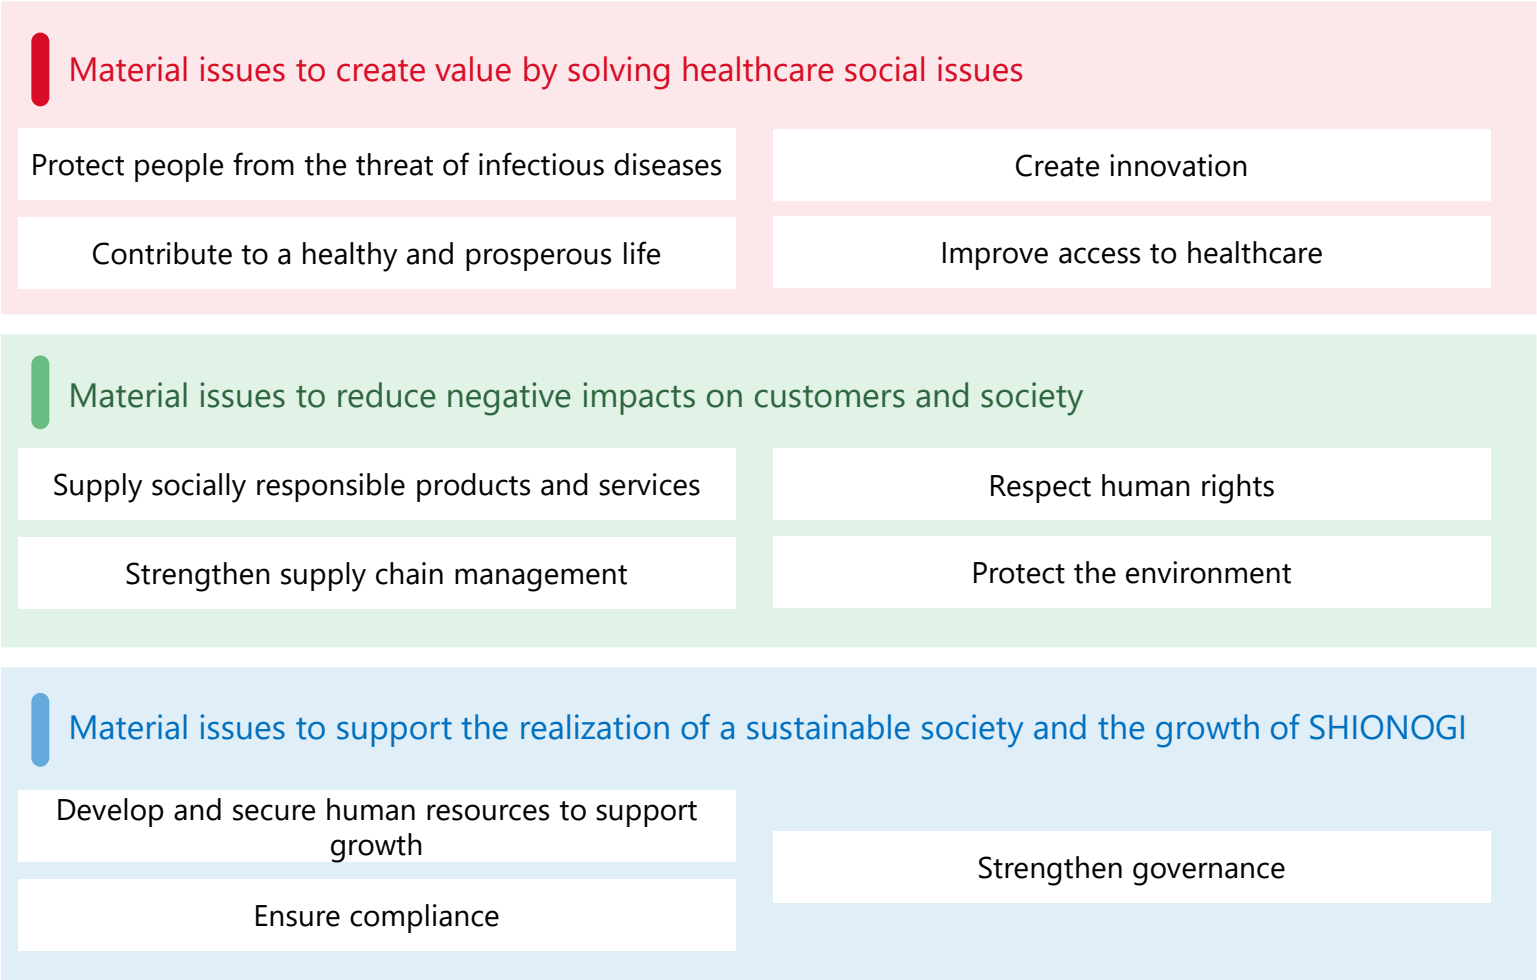 Material issues to create value by solving healthcare social issues
Protect people from the threat of infectious diseases
Create innovation
Contribute to a healthy and prosperous life
Improve access to healthcare
Material issues to reduce negative impacts on customers and society
Supply socially responsible products and services
Respect human rights
Strengthen supply chain management
Protect the environment
Material issues to support the realization of a sustainable society and the growth of SHIONOGI
Develop and secure human resources to support
growth
Strengthen governance
Ensure compliance